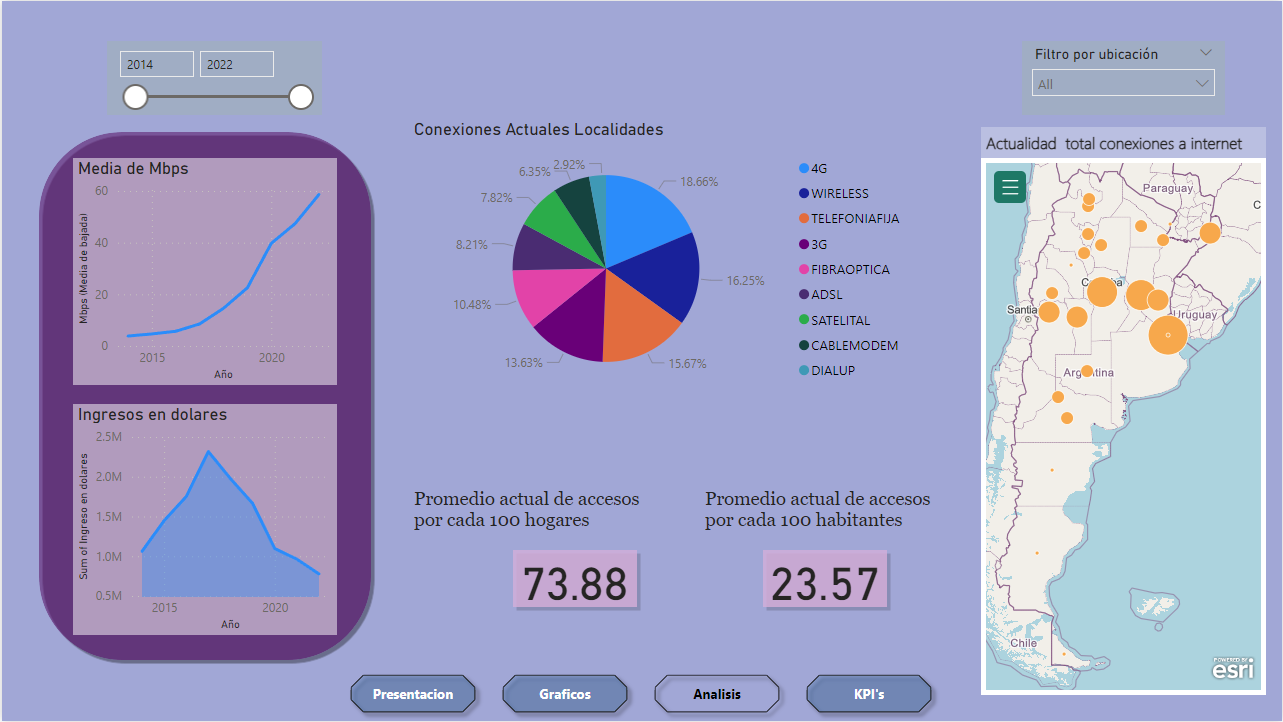 2014
2022
Filtro por ubicación
All
Conexiones Actuales Localidades
Actualidad total conexiones a internet
Media de Mbps
Mbps (Media de bajada)
60
40
20
0
2015
2020
Año
Ingresos en dolares
Sum of Ingreso en dolares
2.5M
2.0M
1.5M
1.0M
0.5M
2015
2020
Año
18.66%
16.25%
15.67%
13.63%
10.48%
8.21%
7.82%
6.35%
2.92%
4G
WIRELESS
TELEFONIAFIJA
3G
FIBRAOPTICA
ADSL
SATELITAL
CABLEMODEM
DIALUP
Promedio actual de accesos
por cada 100 hogares
73.88
Promedio actual de accesos
por cada 100 habitantes
23.57
Paraguay
Santia
Uruguay
Chile
POWERED BY
esri
Presentacion
Graficos
Analisis
KPI's